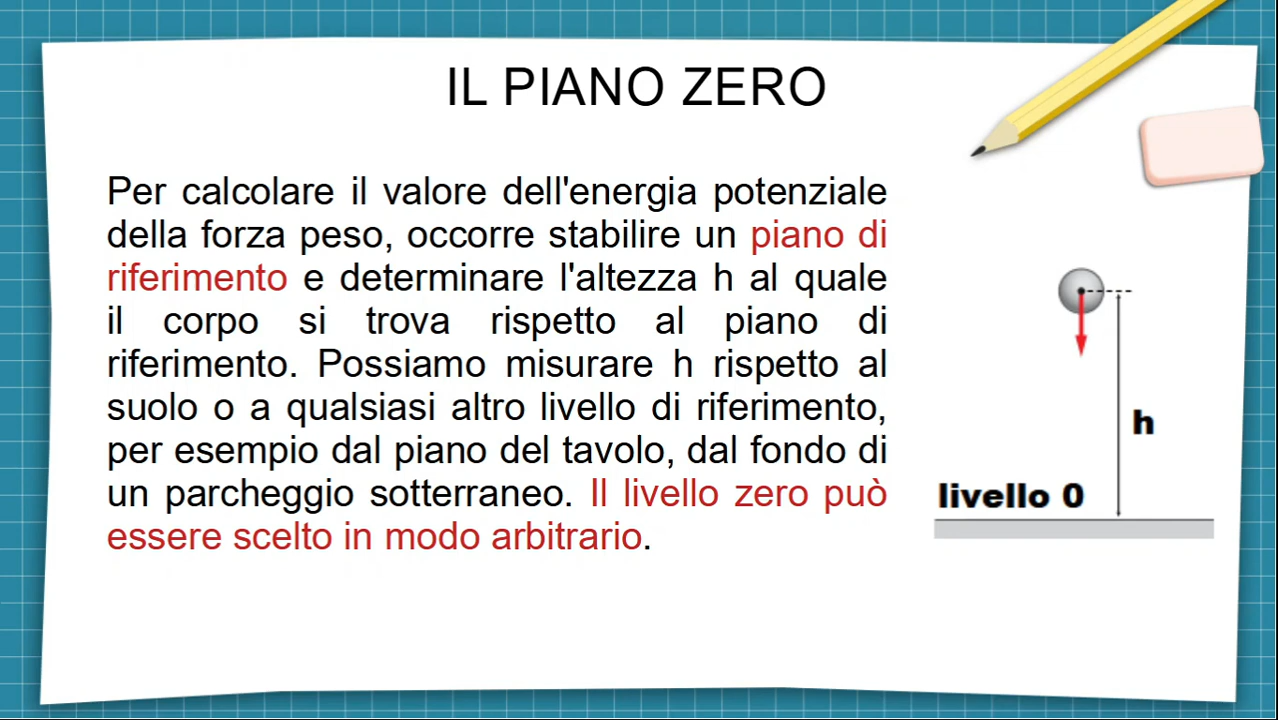 IL PIANO ZERO
Per calcolare il valore dell'energia potenziale
della forza peso, occorre stabilire un piano di
riferimento e determinare l'altezza h al quale
il corpo si trova rispetto al piano di
riferimento. Possiamo misurare h rispetto al
suolo o a qualsiasi altro livello di riferimento,
per esempio dal piano del tavolo, dal fondo di
un parcheggio sotterraneo. Il livello zero può
essere scelto in modo arbitrario.
h
livello 0